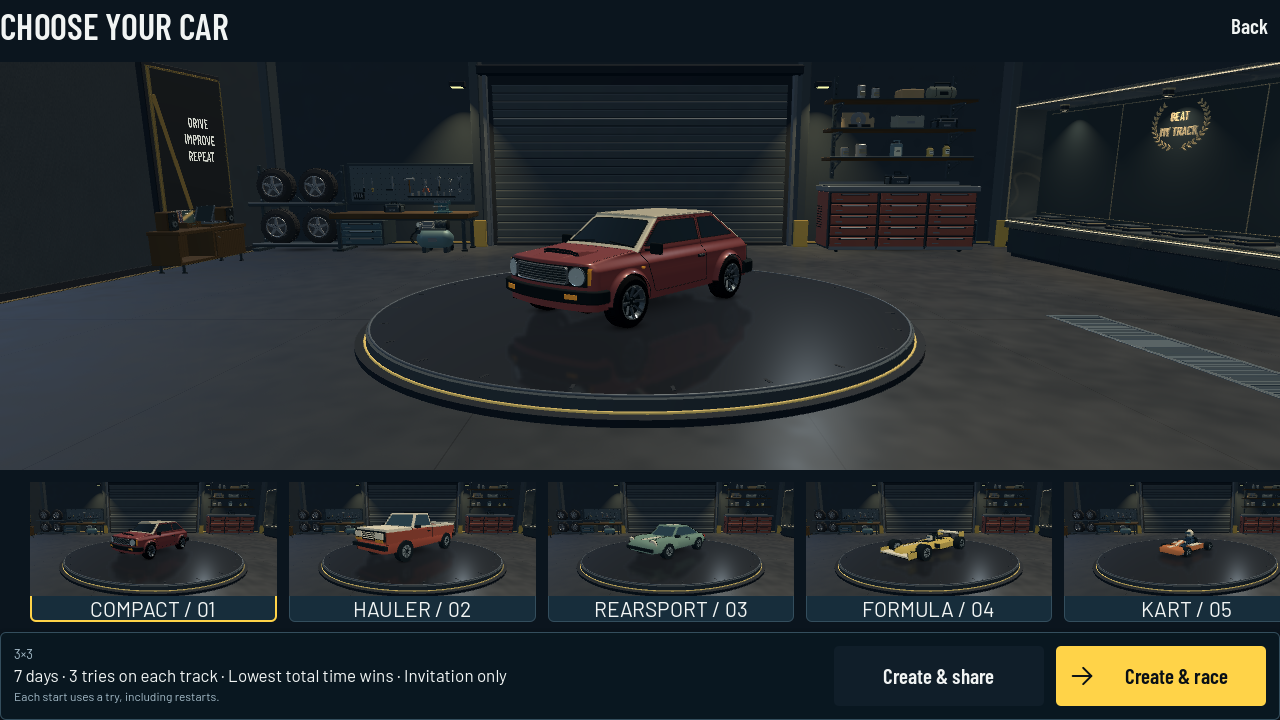 CHOOSE YOUR CAR
Back
DRIVE
IMPROVE
REPEAT
BEAT
MY TRACK
COMPACT / 01
HAULER / 02
REARSPORT / 03
FORMULA / 04
KART / 05
3×3
7 days · 3 tries on each track · Lowest total time wins · Invitation only
Each start uses a try, including restarts.
Create & share
Create & race